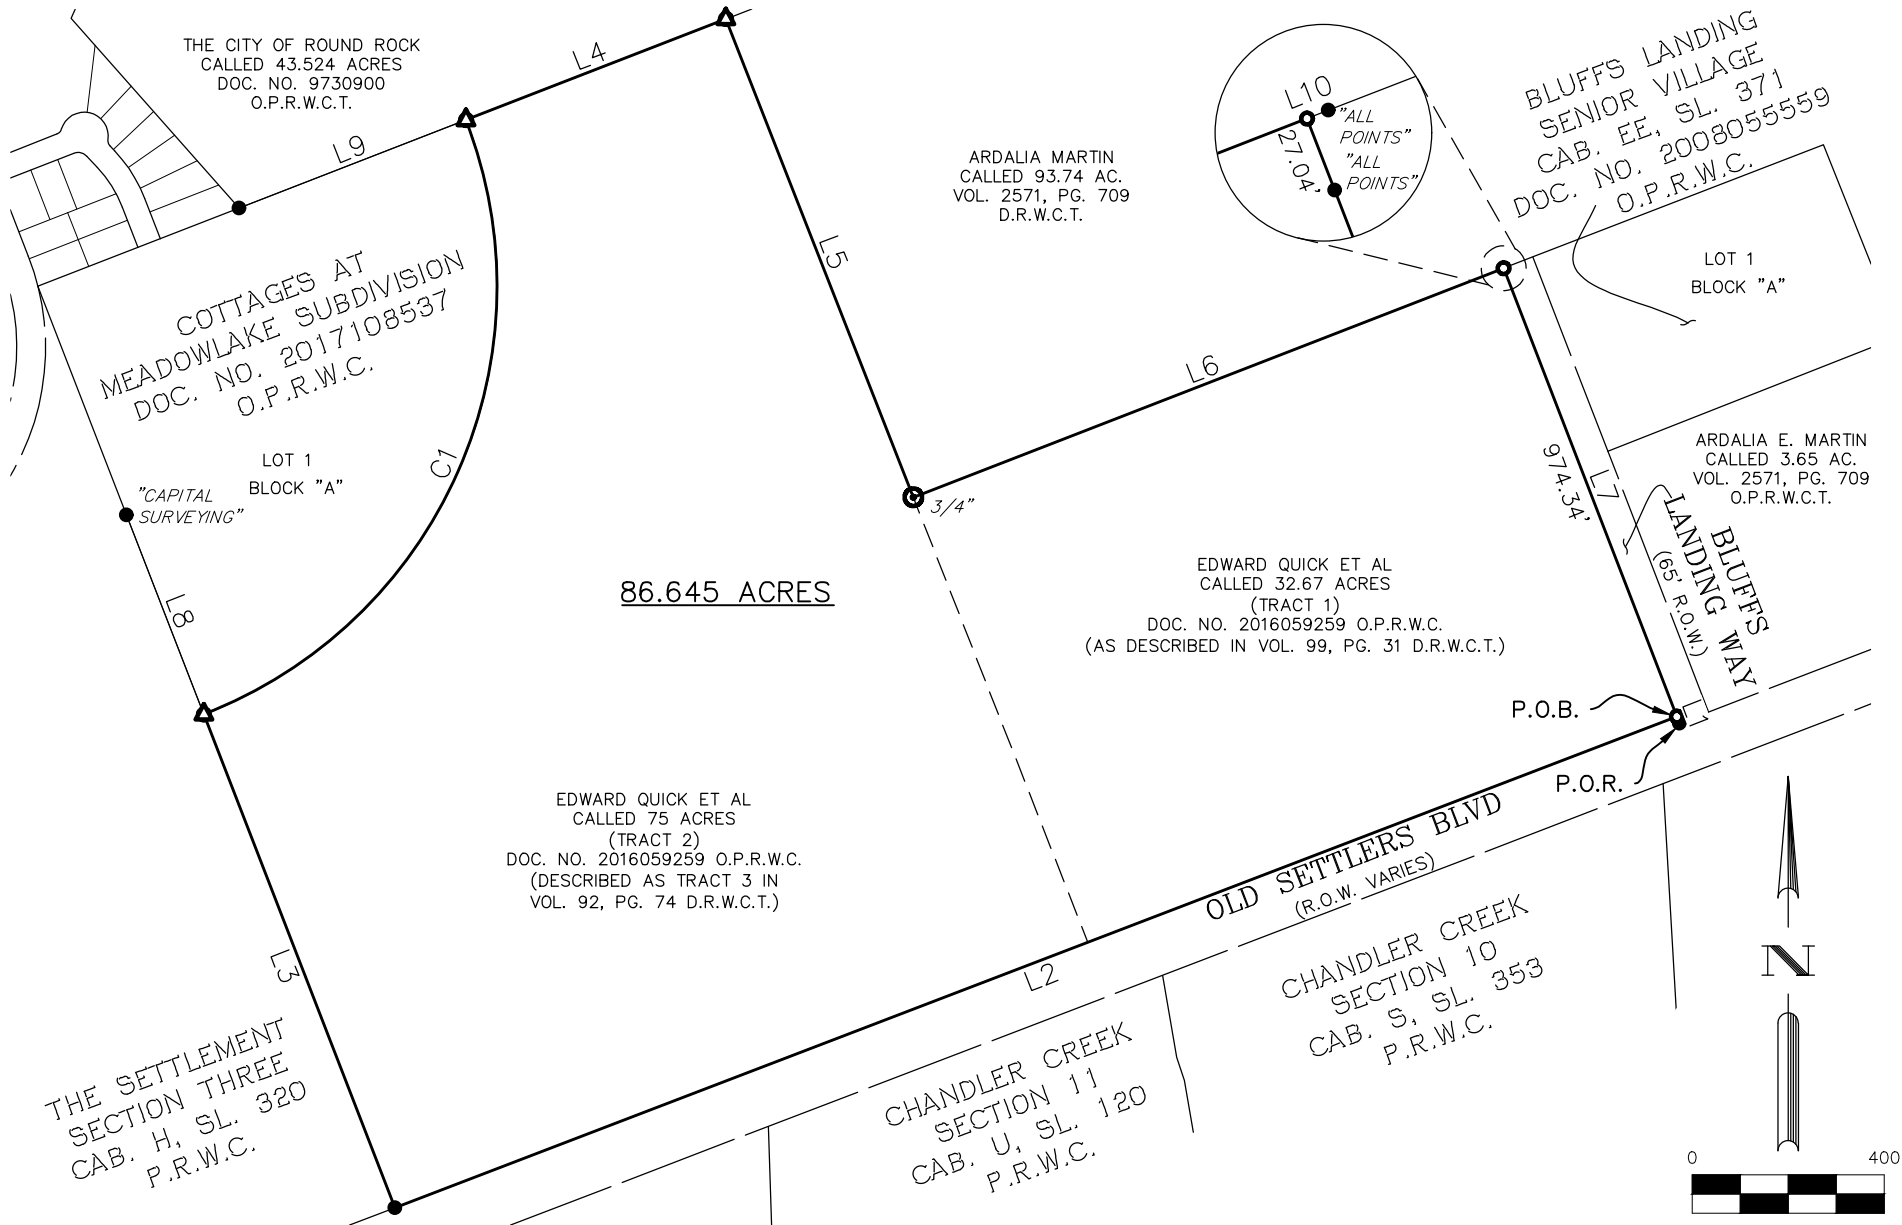 THE CITY OF ROUND ROCK
CALLED 43.524 ACRES
DOC. NO. 9730900
O.P.R.W.C.T.
L4
L9
L10
"ALL
POINTS"
"ALL
POINTS"
27.04'
BLUFFS LANDING
SENIOR VILLAGE
CAB. EE, SL. 371
DOC. NO. 2008055559
O.P.R.W.C.
ARDALIA MARTIN
CALLED 93.74 AC.
VOL. 2571, PG. 709
D.R.W.C.T.
L5
LOT 1
BLOCK "A"
COTTAGES AT
MEADOWLAKE SUBDIVISION
DOC. NO. 2017108537
O.P.R.W.C.
L6
LOT 1
BLOCK "A"
C1
"CAPITAL
SURVEYING"
3/4"
974.34'
L7
ARDALIA E. MARTIN
CALLED 3.65 AC.
VOL. 2571, PG. 709
O.P.R.W.C.T.
BLUFFS
LANDING WAY
(65' R.O.W.)
L8
86.645 ACRES
EDWARD QUICK ET AL
CALLED 32.67 ACRES
(TRACT 1)
DOC. NO. 2016059259 O.P.R.W.C.
(AS DESCRIBED IN VOL. 99, PG. 31 D.R.W.C.T.)
P.O.B.
P.O.R.
EDWARD QUICK ET AL
CALLED 75 ACRES
(TRACT 2)
DOC. NO. 2016059259 O.P.R.W.C.
(DESCRIBED AS TRACT 3 IN
VOL. 92, PG. 74 D.R.W.C.T.)
OLD SETTLERS BLVD
(R.O.W. VARIES)
L3
L2
CHANDLER CREEK
SECTION 10
CAB. S, SL. 353
P.R.W.C.
N
THE SETTLEMENT
SECTION THREE
CAB. H, SL. 320
P.R.W.C.
CHANDLER CREEK
SECTION 11
CAB. U, SL. 120
P.R.W.C.
0 400